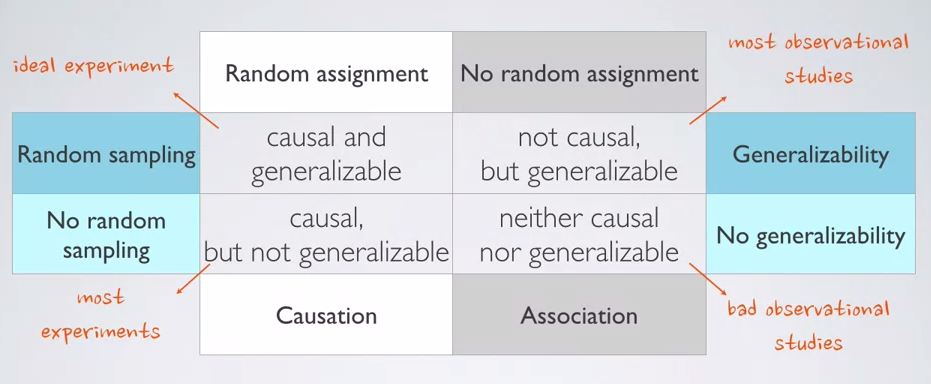 ideal experiment
Random assignment
No random assignment
most observational
studies
Random sampling
causal and
generalizable
not causal,
but generalizable
Generalizability
No random
sampling
causal,
but not generalizable
neither causal
nor generalizable
No generalizability
most
experiments
Causation
Association
bad observational
studies